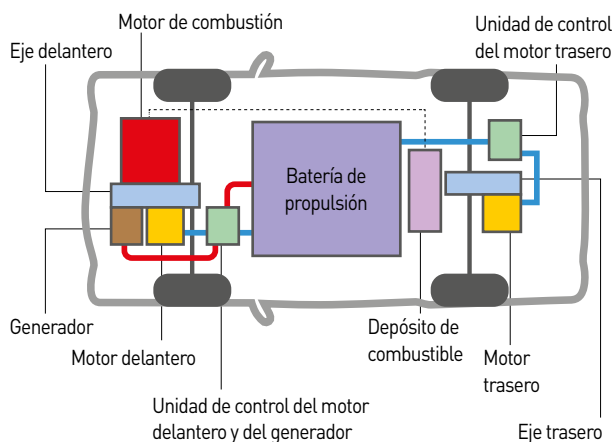 Motor de combustión
Eje delantero
Unidad de control
del motor trasero
Batería de
propulsión
Generador
Motor delantero
Unidad de control del motor
delantero y del generador
Depósito de
combustible
Motor
trasero
Eje trasero